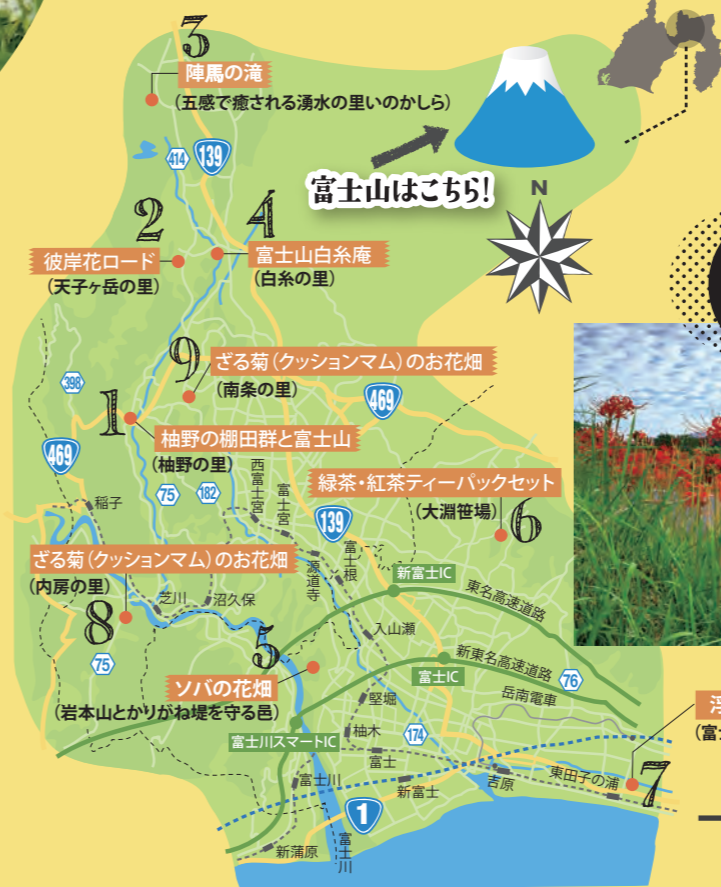 3
陣馬の滝
(五感で癒される湧水の里いのかしら)
414
139
富士山はこちら!
N
2
4
彼岸花ロード
(天子ヶ岳の里)
富士山白糸庵
(白糸の里)
9
ざる菊(クッションマム)のお花畑
(南条の里)
398
469
1
柚野の棚田群と富士山
(柚野の里)
469
75
182
西富士宮
富士宮
緑茶・紅茶ティーパックセット
(大淵笹場)
6
稲子
139
源道寺
富士根
ざる菊(クッションマム)のお花畑
(内房の里)
8
芝川
沼久保
新富士IC
東名高速道路
入山瀬
5
75
新東名高速道路
富士IC
76
ソバの花畑
(岩本山とかりがね堤を守る邑)
竪堀
岳南電車
富士川スマートIC
柚木
174
富士
富士川
新富士
吉原
東田子の浦
7
1
新蒲原
富士川
浮
(富士